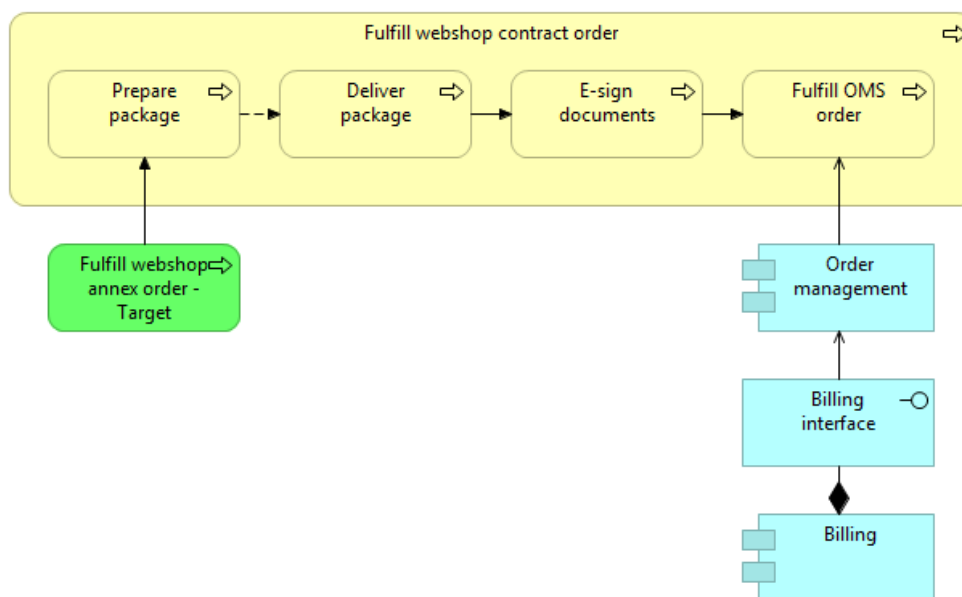 Fulfill webshop contract order
Prepare
package
Deliver
package
E-sign
documents
Fulfill OMS
order
Fulfill webshop
annex order -
Target
Order
management
Billing
interface
Billing